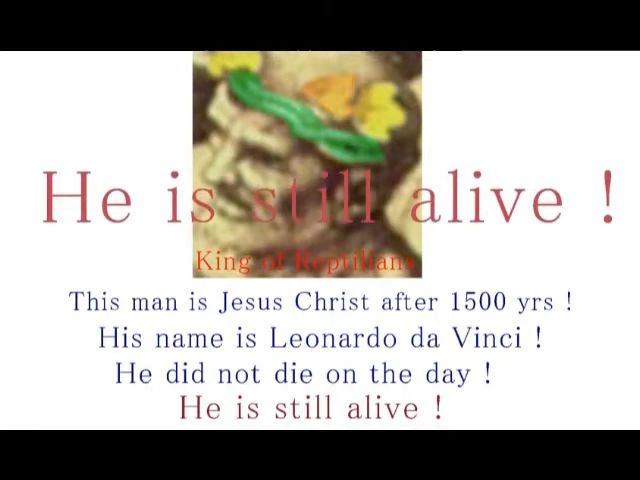 He is still alive !
King of Reptilians
This man is Jesus Christ after 1500 yrs !
His name is Leonardo da Vinci !
He did not die on the day !
He is still alive !